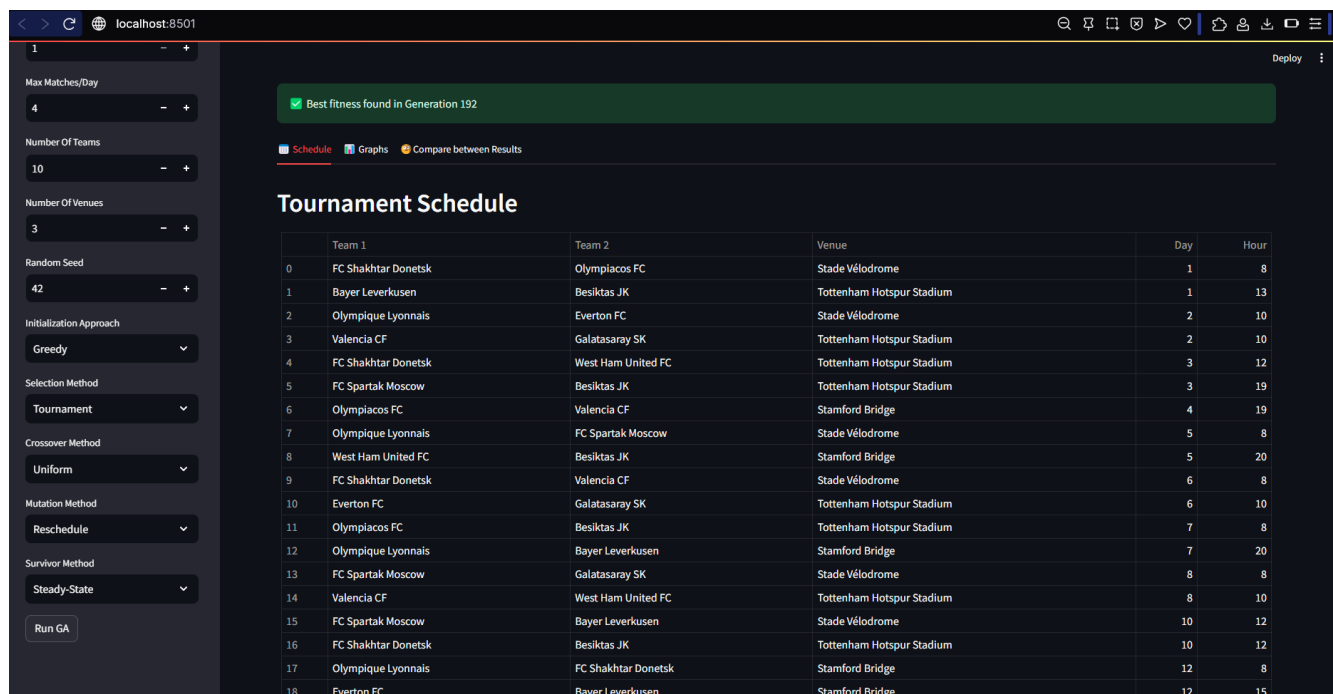 localhost:8501
Deploy
1 - +
Max Matches/Day
4 - +
Number Of Teams
10 - +
Number Of Venues
3 - +
Random Seed
42 - +
Initialization Approach
Greedy
Selection Method
Tournament
Crossover Method
Uniform
Mutation Method
Reschedule
Survivor Method
Steady-State
Run GA
Best fitness found in Generation 192
Schedule Graphs Compare between Results
Tournament Schedule
Team 1 Team 2 Venue Day Hour
0 FC Shakhtar Donetsk Olympiacos FC Stade Vélodrome 1 8
1 Bayer Leverkusen Besiktas JK Tottenham Hotspur Stadium 1 13
2 Olympique Lyonnais Everton FC Stade Vélodrome 2 10
3 Valencia CF Galatasaray SK Tottenham Hotspur Stadium 2 10
4 FC Shakhtar Donetsk West Ham United FC Tottenham Hotspur Stadium 3 12
5 FC Spartak Moscow Besiktas JK Tottenham Hotspur Stadium 3 19
6 Olympiacos FC Valencia CF Stamford Bridge 4 19
7 Olympique Lyonnais FC Spartak Moscow Stade Vélodrome 5 8
8 West Ham United FC Besiktas JK Stamford Bridge 5 20
9 FC Shakhtar Donetsk Valencia CF Stade Vélodrome 6 8
10 Everton FC Galatasaray SK Tottenham Hotspur Stadium 6 10
11 Olympiacos FC Besiktas JK Tottenham Hotspur Stadium 7 8
12 Olympique Lyonnais Bayer Leverkusen Stamford Bridge 7 20
13 FC Spartak Moscow Galatasaray SK Stade Vélodrome 8 8
14 Valencia CF West Ham United FC Tottenham Hotspur Stadium 8 10
15 FC Spartak Moscow Bayer Leverkusen Stade Vélodrome 10 12
16 FC Shakhtar Donetsk Besiktas JK Tottenham Hotspur Stadium 10 12
17 Olympique Lyonnais FC Shakhtar Donetsk Stamford Bridge 12 8
18 Everton FC Bayer Leverkusen Stamford Bridge 12 15